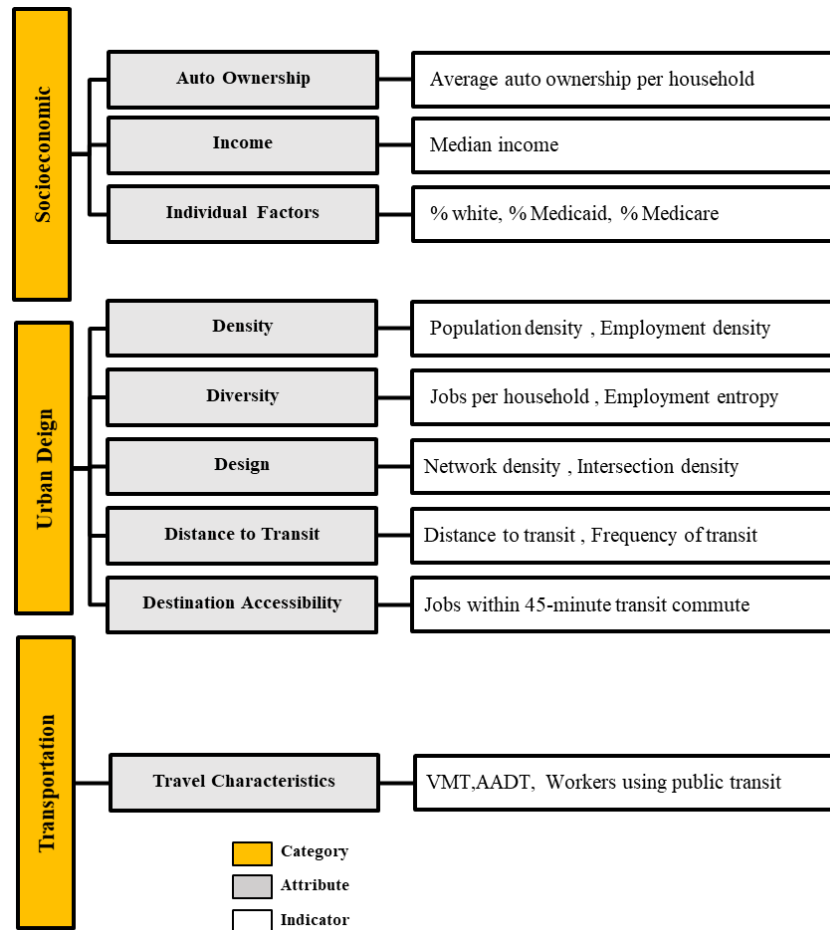 Socioeconomic
Auto Ownership
Average auto ownership per household
Income
Median income
Individual Factors
% white, % Medicaid, % Medicare
Urban Deign
Density
Population density , Employment density
Diversity
Jobs per household , Employment entropy
Design
Network density , Intersection density
Distance to Transit
Distance to transit , Frequency of transit
Destination Accessibility
Jobs within 45-minute transit commute
Transportation
Travel Characteristics
VMT,AADT, Workers using public transit
Category
Attribute
Indicator